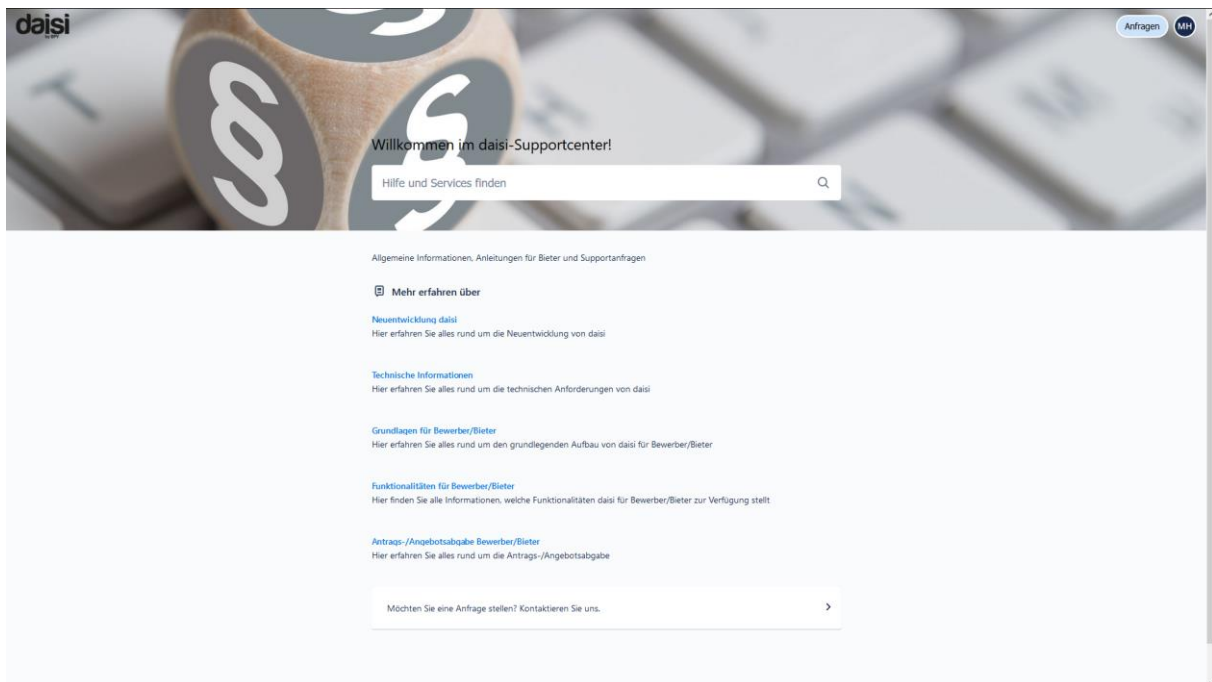 daisi
Anfragen
MH
Willkommen im daisi-Supportcenter!
Hilfe und Services finden
Allgemeine Informationen, Anleitungen für Bieter und Supportanfragen
Mehr erfahren über
Neuentwicklung daisi
Hier erfahren Sie alles rund um die Neuentwicklung von daisi
Technische Informationen
Hier erfahren Sie alles rund um die technischen Anforderungen von daisi
Grundlagen für Bewerber/Bieter
Hier erfahren Sie alles rund um den grundlegenden Aufbau von daisi für Bewerber/Bieter
Funktionalitäten für Bewerber/Bieter
Hier finden Sie alle Informationen, welche Funktionalitäten daisi für Bewerber/Bieter zur Verfügung stellt
Antrags-/Angebotsabgabe Bewerber/Bieter
Hier erfahren Sie alles rund um die Antrags-/Angebotsabgabe
Möchten Sie eine Anfrage stellen? Kontaktieren Sie uns.